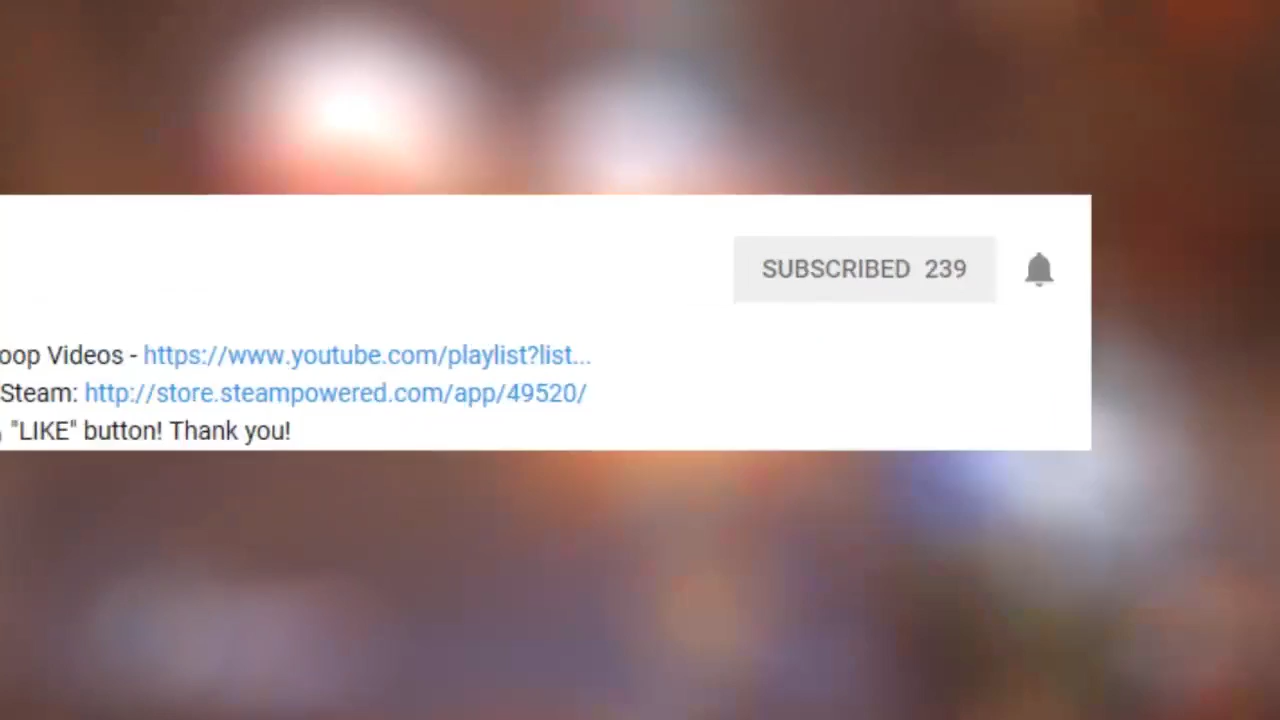 SUBSCRIBED 239
oop Videos - https://www.youtube.com/playlist?list...
Steam: http://store.steampowered.com/app/49520/
"LIKE" button! Thank you!